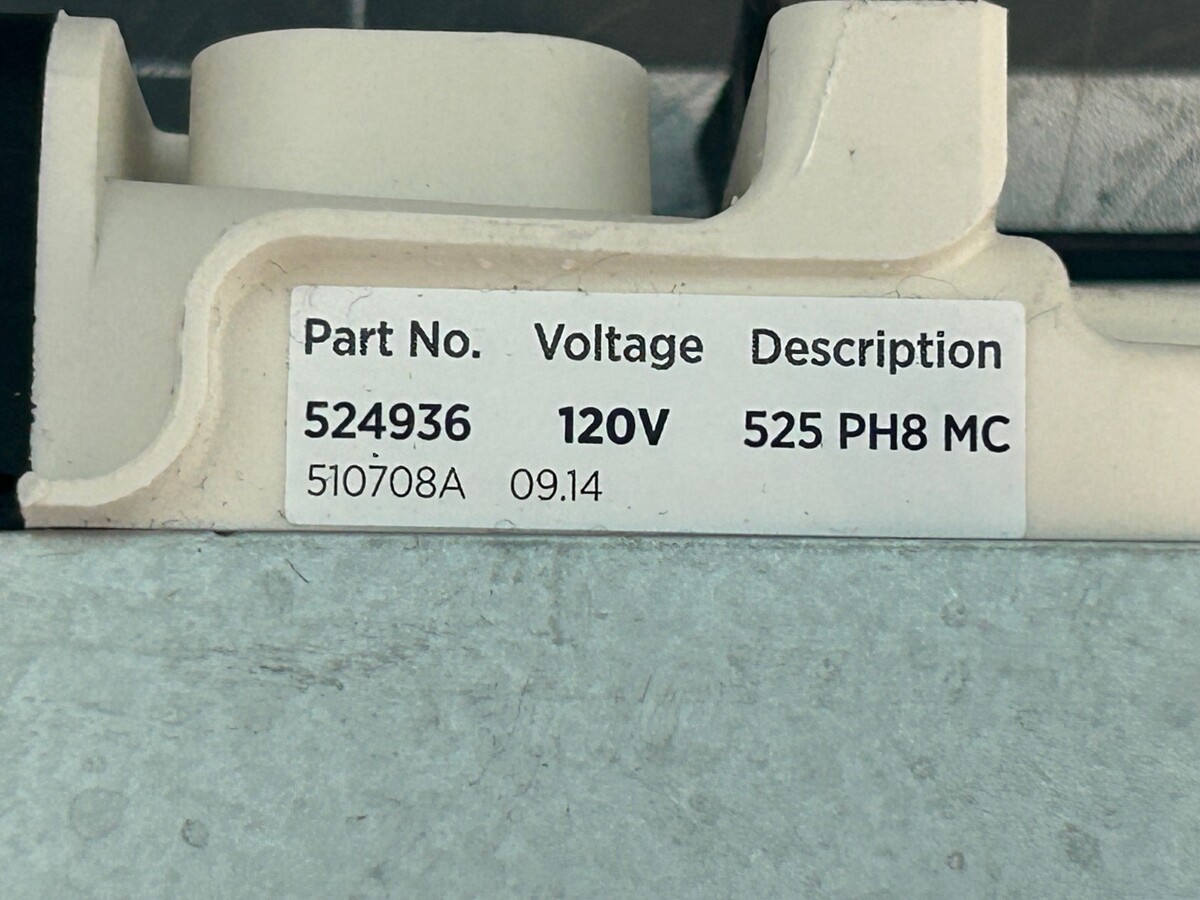 Part No. Voltage Description
524936 120V 525 PH8 MC
510708A 09.14